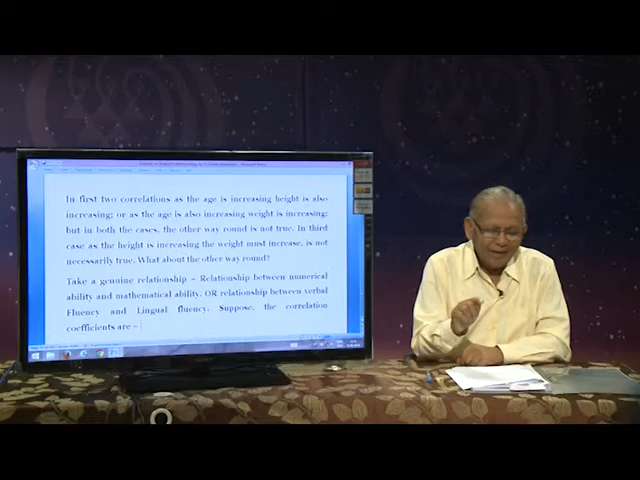 In first two correlations as the age is increasing height is also
increasing; or as the age is also increasing weight is increasing;
but in both the cases, the other way round is not true. In third
case as the height is increasing the weight must increase, is not
necessarily true. What about the other way round?
Take a genuine relationship – Relationship between numerical
ability and mathematical ability. OR relationship between verbal
Fluency and Lingual fluency. Suppose, the correlation
coefficients are –